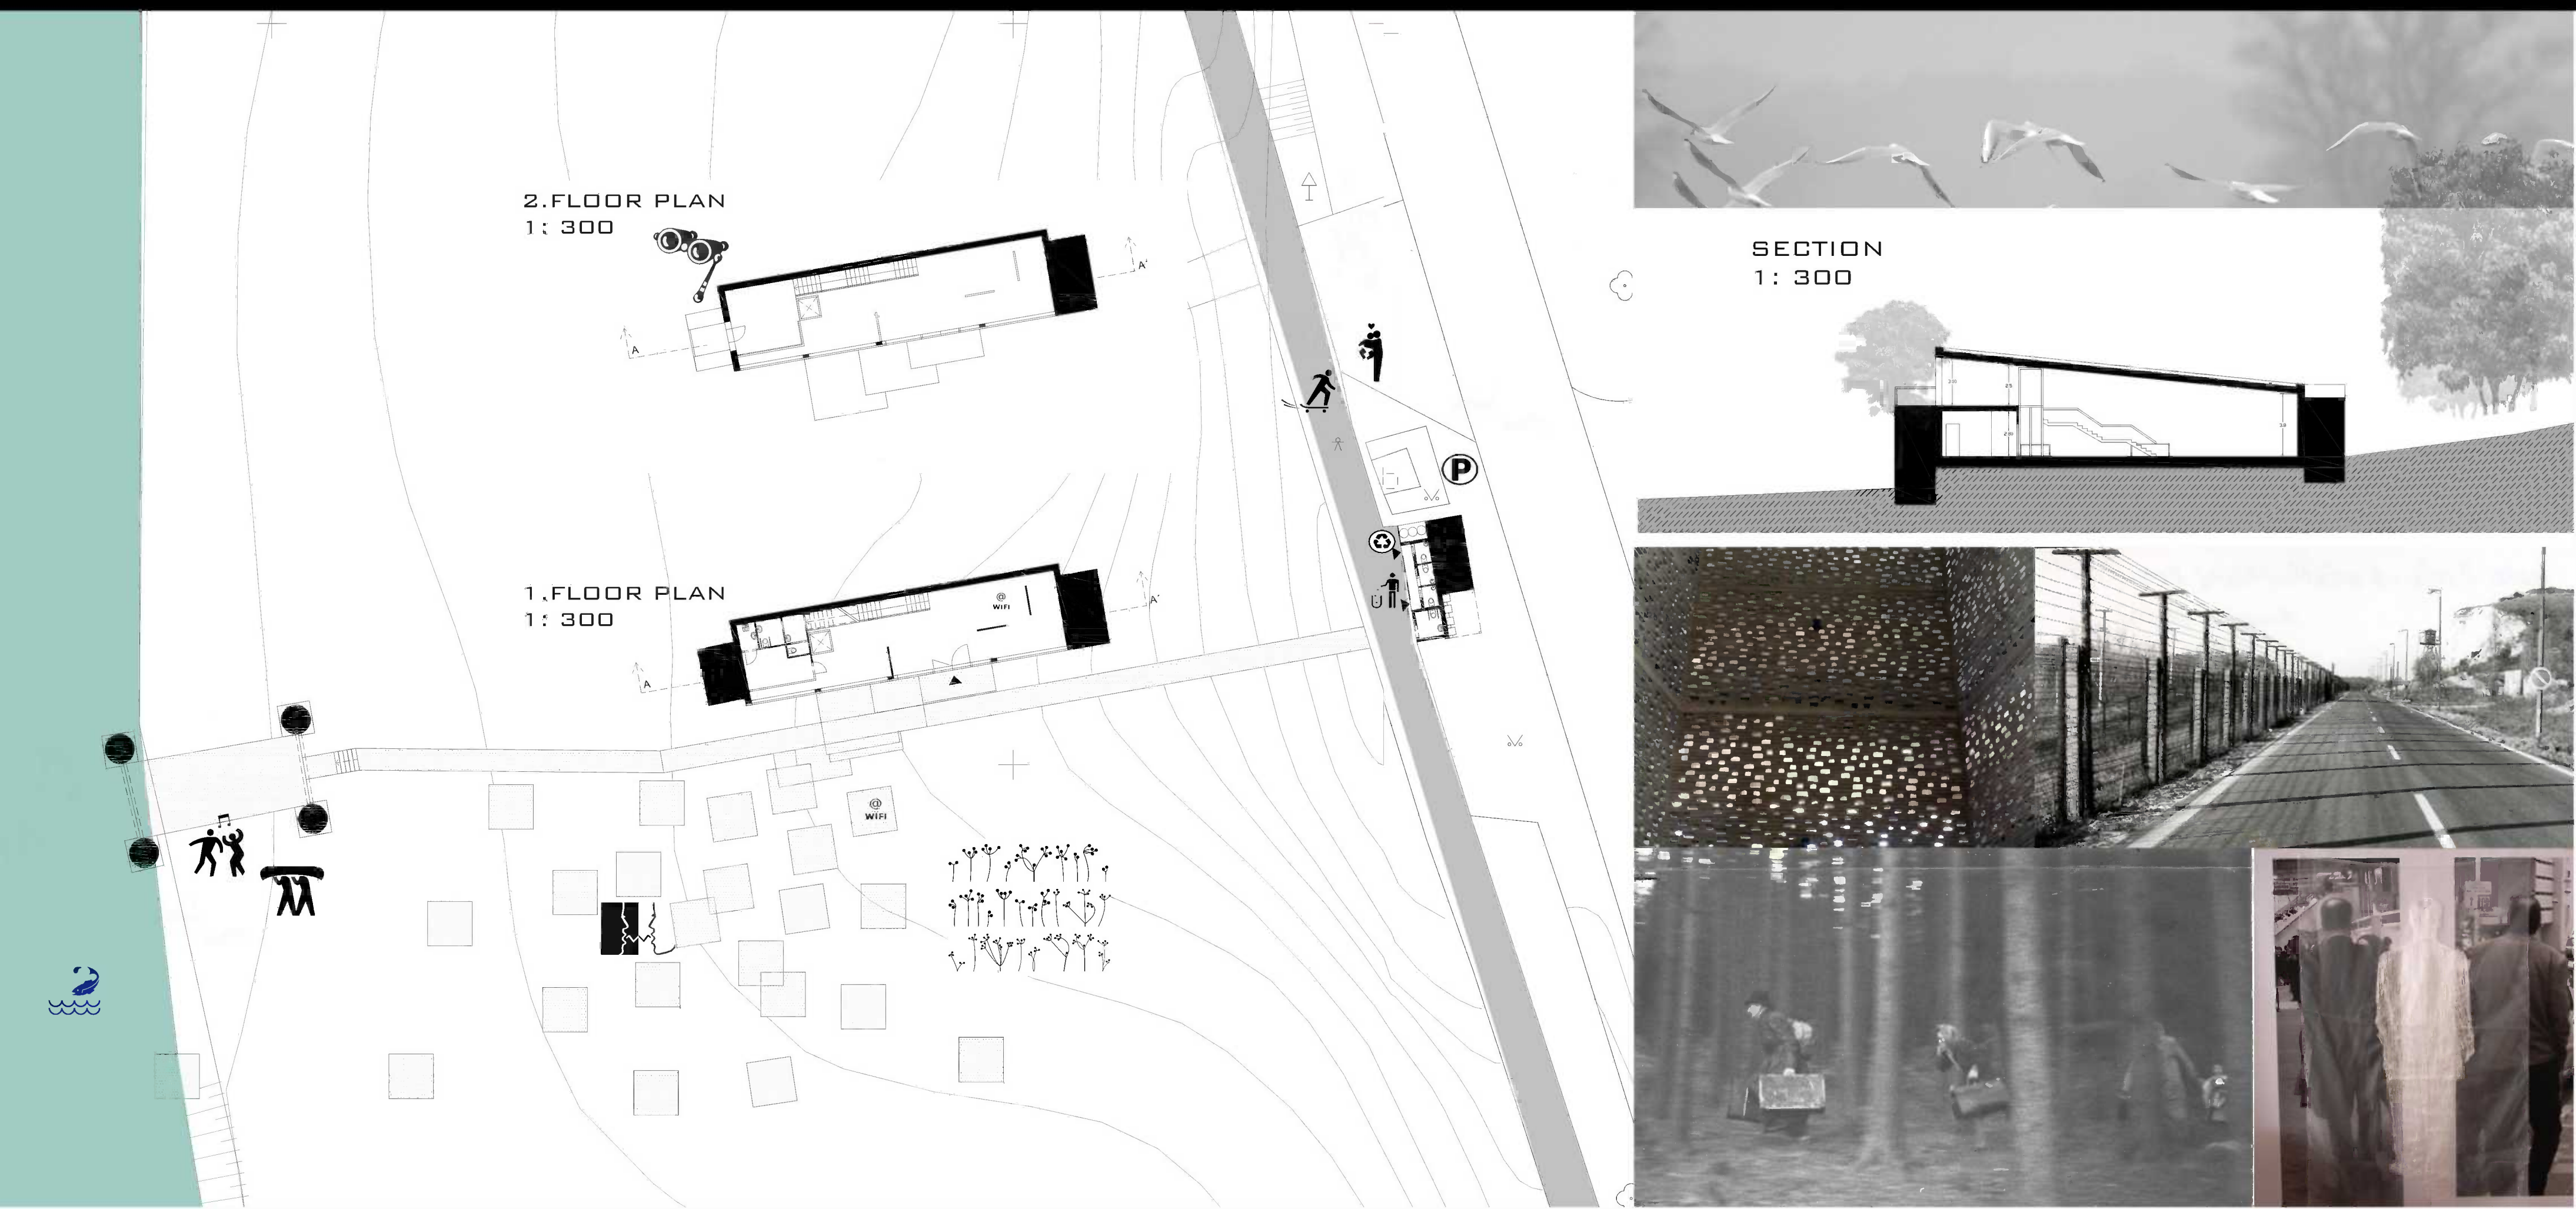 2.FLOOR PLAN
1: 300
A
A'
1.FLOOR PLAN
1: 300
@
WIFI
A
A'
@
WIFI
P
SECTION
1: 300